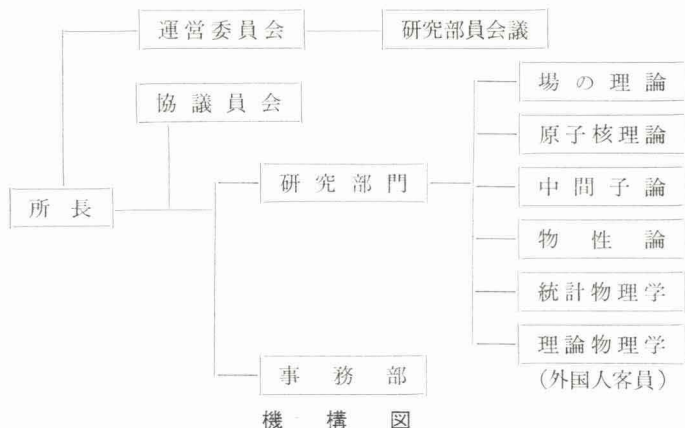 運営委員会
研究部員会議
協議員会
所長
研究部門
場の理論
原子核理論
中間子論
物性論
統計物理学
理論物理学
(外国人客員)
事務部
機構図